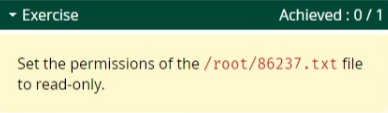 Exercise Achieved : 0 / 1
Set the permissions of the /root/86237.txt file
to read-only.